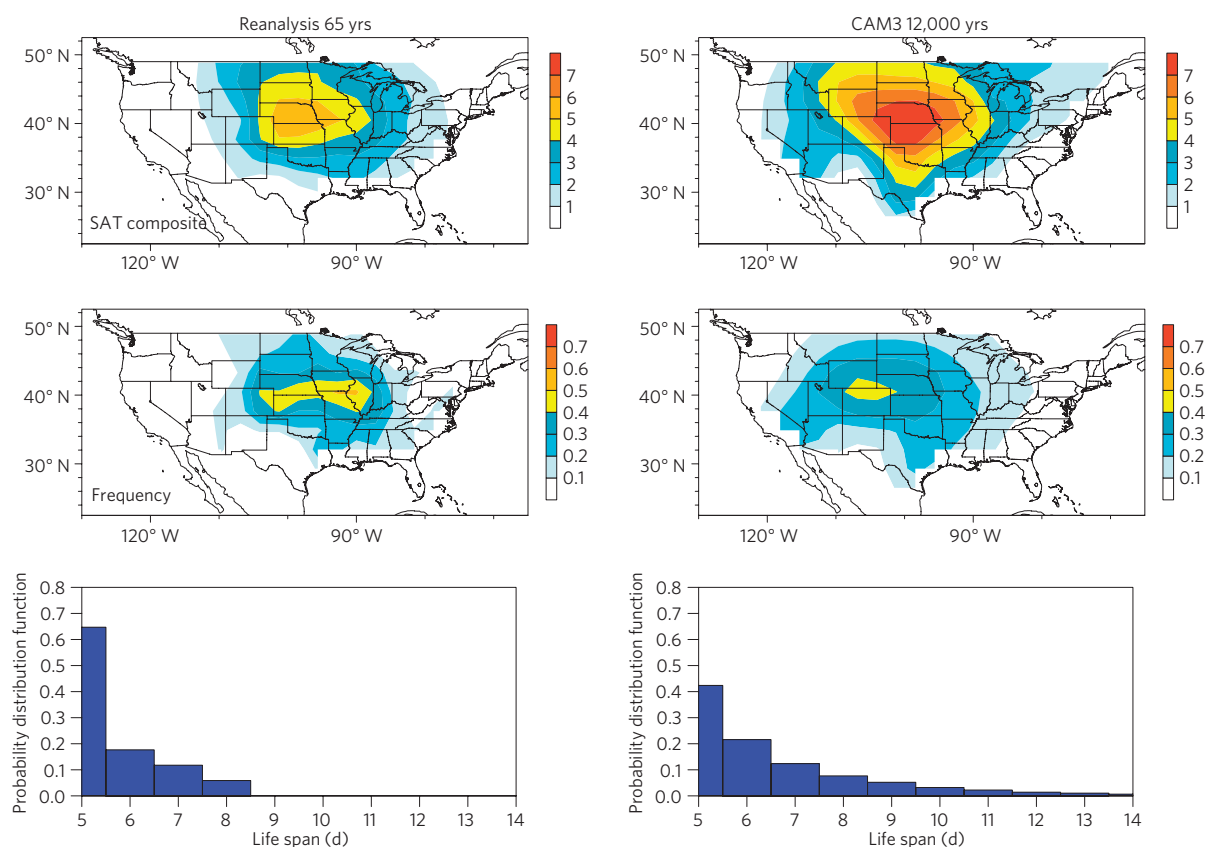 Reanalysis 65 yrs
CAM3 12,000 yrs
50° N
40° N
30° N
SAT composite
120° W
90° W
7
6
5
4
3
2
1
120° W
90° W
7
6
5
4
3
2
1
50° N
40° N
30° N
Frequency
120° W
90° W
0.7
0.6
0.5
0.4
0.3
0.2
0.1
50° N
40° N
30° N
120° W
90° W
0.7
0.6
0.5
0.4
0.3
0.2
0.1
50° N
40° N
30° N
Probability distribution function
0.8
0.7
0.6
0.5
0.4
0.3
0.2
0.1
0.0
5 6 7 8 9 10 11 12 13 14
Life span (d)
Probability distribution function
0.8
0.7
0.6
0.5
0.4
0.3
0.2
0.1
0.0
5 6 7 8 9 10 11 12 13 14
Life span (d)